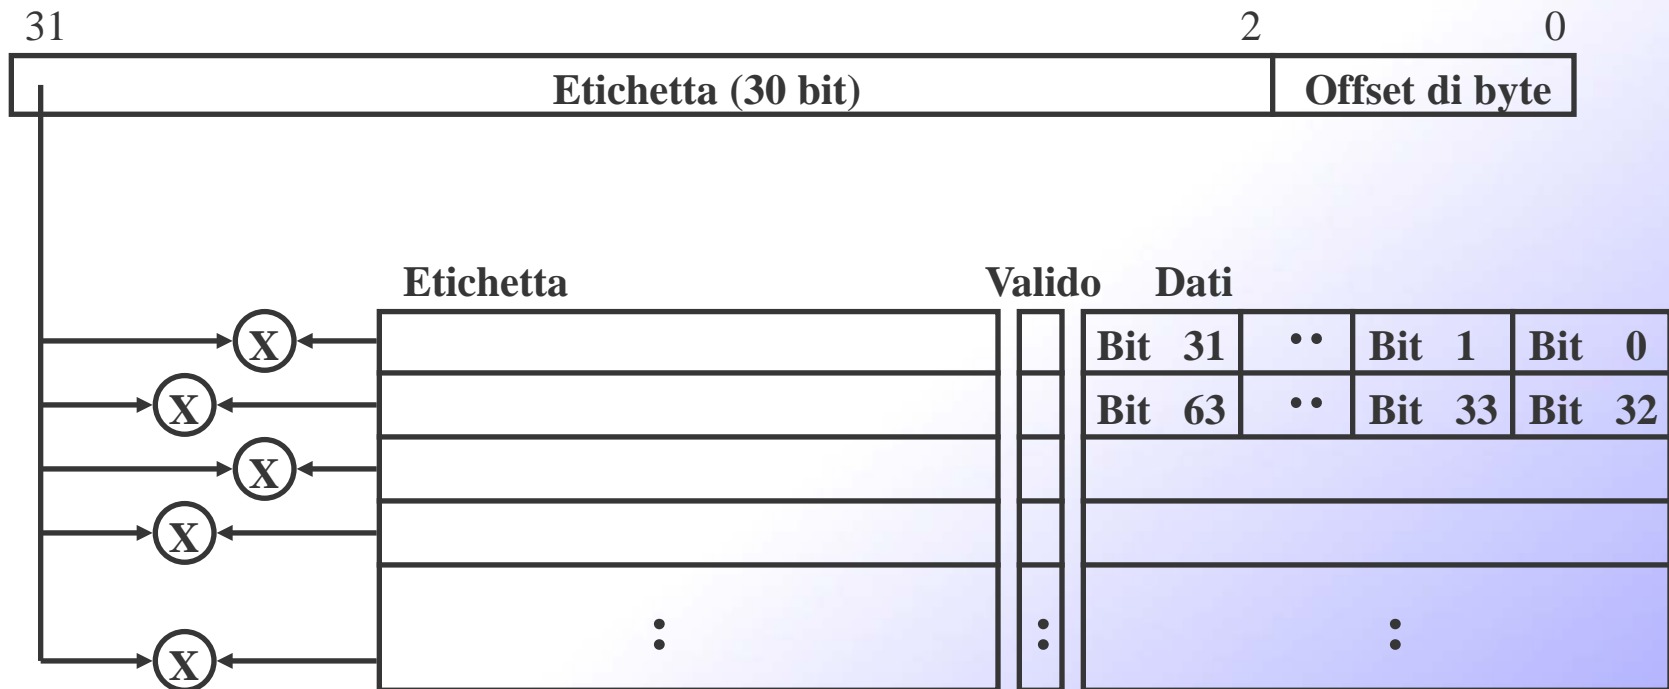 31 2 0
Etichetta (30 bit) Offset di byte
Etichetta Valido Dati
X Bit 31 •• Bit 1 Bit 0
X Bit 63 •• Bit 33 Bit 32
X
X
: : :
X